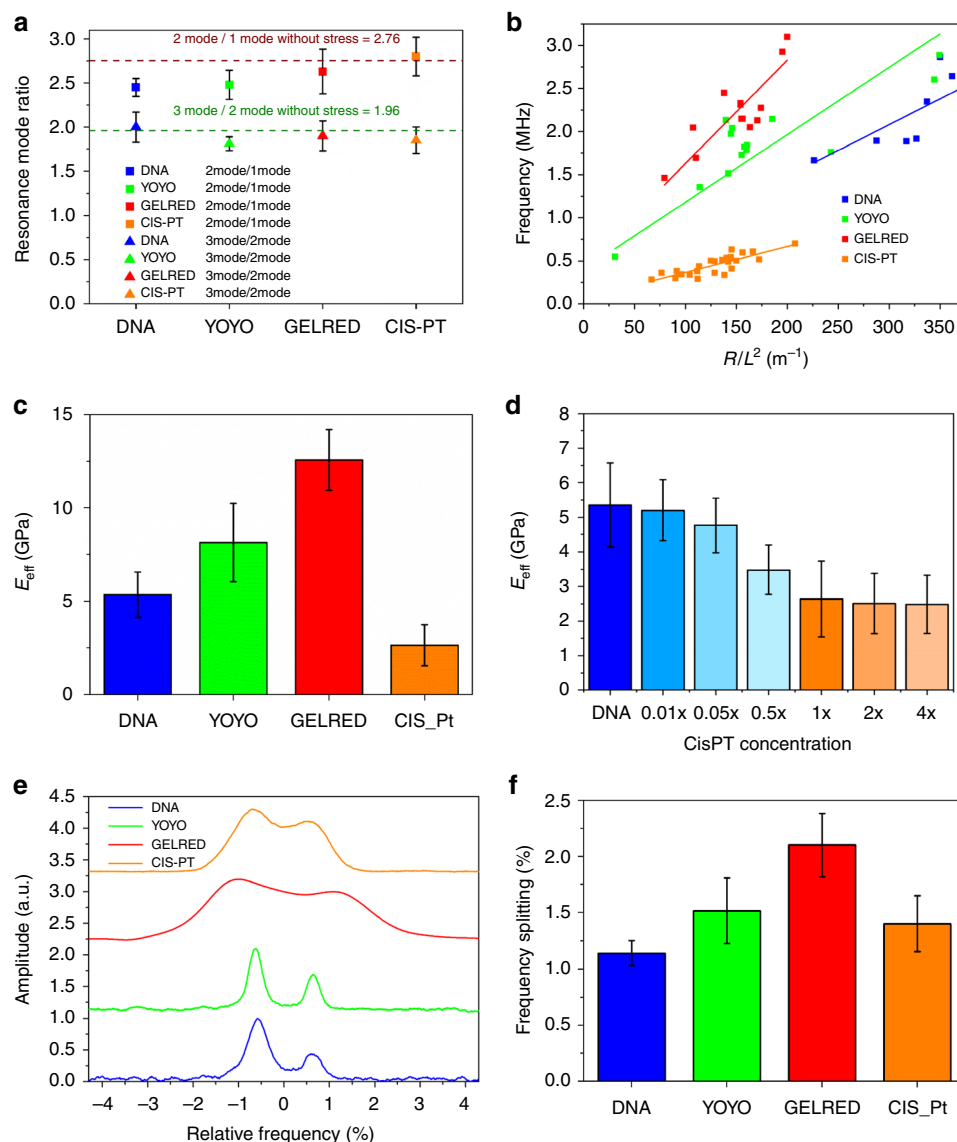 a
2 mode / 1 mode without stress = 2.76
3 mode / 2 mode without stress = 1.96
DNA 2mode/1mode
YOYO 2mode/1mode
GELRED 2mode/1mode
CIS-PT 2mode/1mode
DNA 3mode/2mode
YOYO 3mode/2mode
GELRED 3mode/2mode
CIS-PT 3mode/2mode
Resonance mode ratio
3.0
2.5
2.0
1.5
1.0
0.5
0.0
DNA YOYO GELRED CIS-PT
b
Frequency (MHz)
3.0
2.5
2.0
1.5
1.0
0.5
0.0
DNA
YOYO
GELRED
CIS-PT
0 50 100 150 200 250 300 350
R/L² (m⁻¹)
c
E_eff (GPa)
15
10
5
0
DNA YOYO GELRED CIS_Pt
d
E_eff (GPa)
8
7
6
5
4
3
2
1
0
DNA 0.01x 0.05x 0.5x 1x 2x 4x
CisPT concentration
e
Amplitude (a.u.)
4.5
4.0
3.5
3.0
2.5
2.0
1.5
1.0
0.5
0.0
DNA
YOYO
GELRED
CIS-PT
−4 −3 −2 −1 0 1 2 3 4
Relative frequency (%)
f
Frequency splitting (%)
2.5
2.0
1.5
1.0
0.5
0.0
DNA YOYO GELRED CIS_Pt